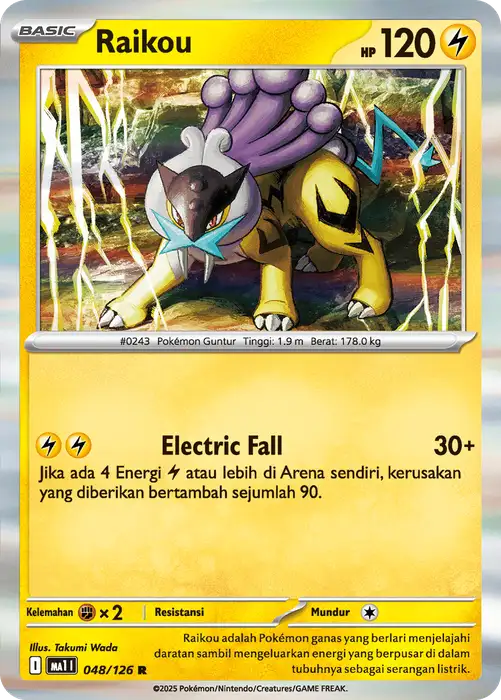 BASIC Raikou HP 120
#0243 Pokémon Guntur Tinggi: 1.9 m Berat: 178.0 kg
Electric Fall 30+
Jika ada 4 Energi atau lebih di Arena sendiri, kerusakan
yang diberikan bertambah sejumlah 90.
Kelemahan ×2 Resistansi Mundur
Illus. Takumi Wada
Raikou adalah Pokémon ganas yang berlari menjelajahi
daratan sambil mengeluarkan energi yang berpusar di dalam
tubuhnya sebagai serangan listrik.
I MA1 I 048/126 R
©2025 Pokémon/Nintendo/Creatures/GAME FREAK.